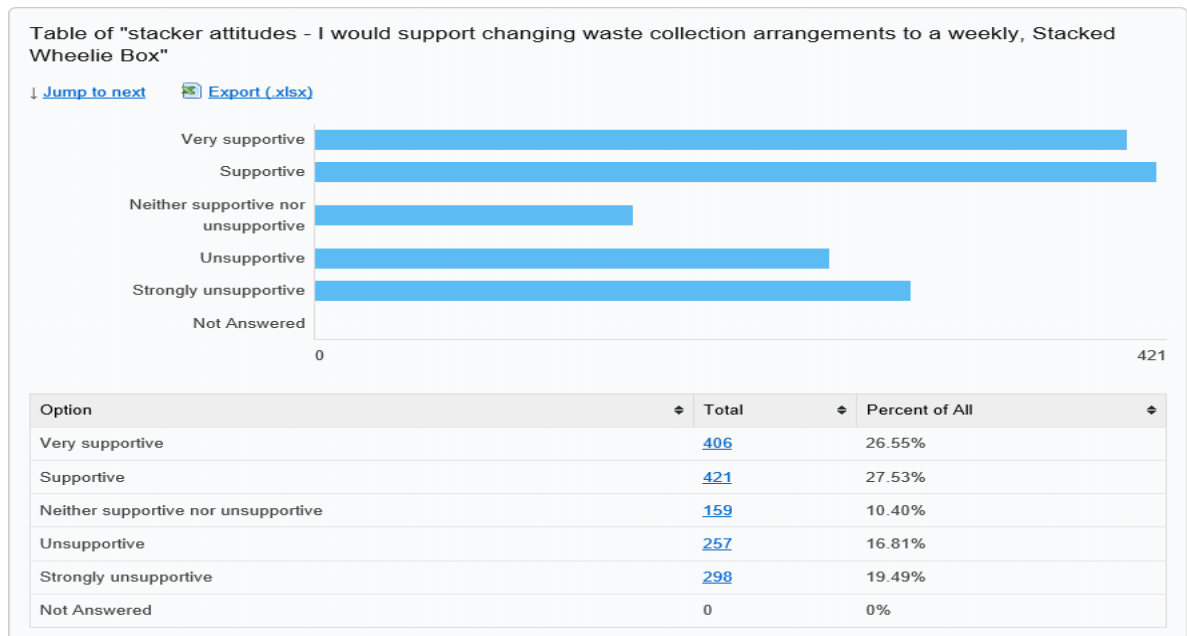 Table of "stacker attitudes - I would support changing waste collection arrangements to a weekly, Stacked
Wheelie Box"
↓ Jump to next Export (.xlsx)
Very supportive
Supportive
Neither supportive nor
unsupportive
Unsupportive
Strongly unsupportive
Not Answered
0 421
Option Total Percent of All
Very supportive 406 26.55%
Supportive 421 27.53%
Neither supportive nor unsupportive 159 10.40%
Unsupportive 257 16.81%
Strongly unsupportive 298 19.49%
Not Answered 0 0%